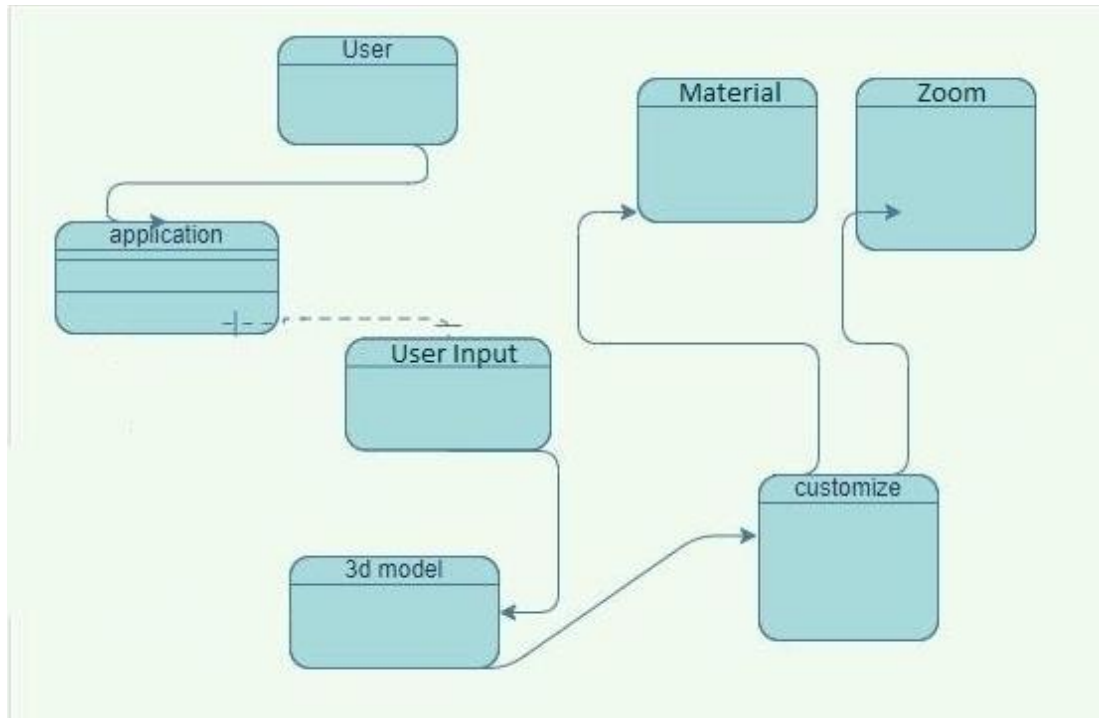 User
Material
Zoom
application
User Input
customize
3d model